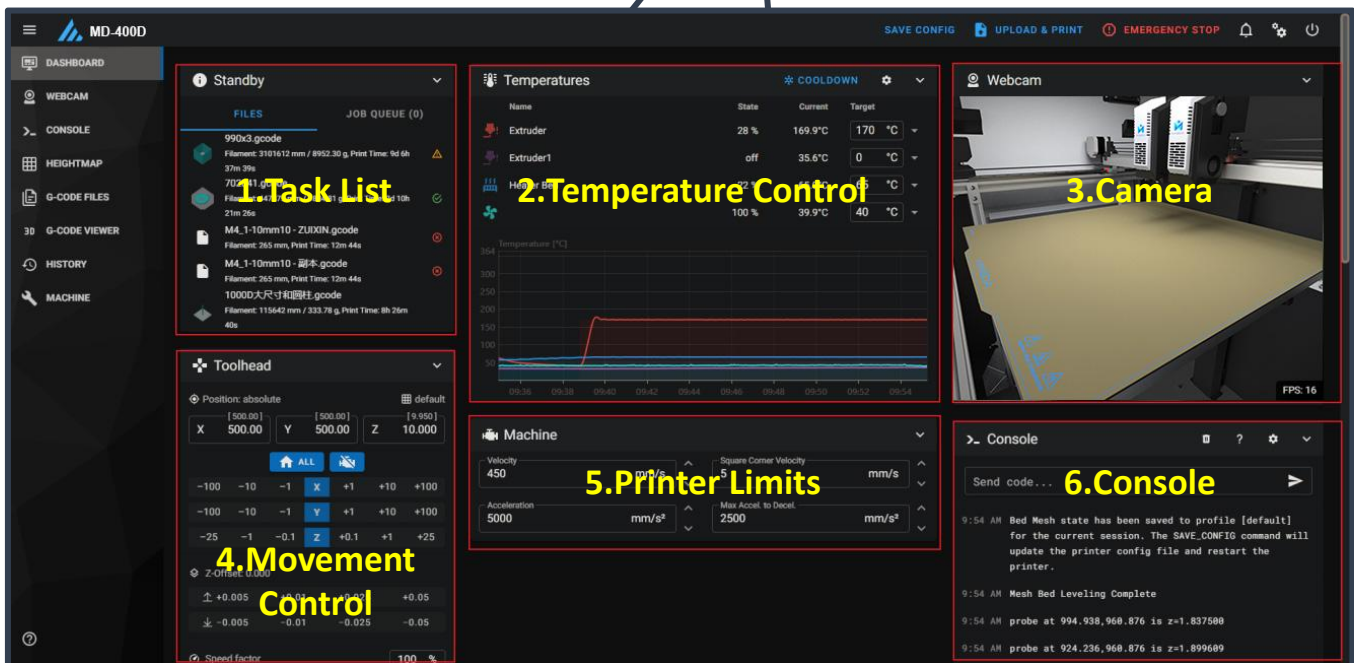 MD-400D
SAVE CONFIG
UPLOAD & PRINT
EMERGENCY STOP
DASHBOARD
WEBCAM
CONSOLE
HEIGHTMAP
G-CODE FILES
3D G-CODE VIEWER
HISTORY
MACHINE
Standby
FILES JOB QUEUE (0)
990x3.gcode
Filament: 3101612 mm / 8952.30 g, Print Time: 9d 6h
37m 39s
21m 26s
1.Task List
M4_1-10mm10 - ZUIXIN.gcode
Filament: 265 mm, Print Time: 12m 44s
M4_1-10mm10 - 副本.gcode
Filament: 265 mm, Print Time: 12m 44s
1000D大尺寸和圆柱.gcode
Filament: 115642 mm / 333.78 g, Print Time: 8h 26m
40s
Temperatures
COOLDOWN
Name State Current Target
Extruder 28 % 169.9°C 170 °C
Extruder1 off 35.6°C 0 °C
°C
100 % 39.9°C 40 °C
2.Temperature Control
Temperature [°C]
364
300
250
200
150
100
50
09:36 09:38 09:40 09:42 09:44 09:46 09:48 09:50 09:52 09:54
Webcam
3.Camera
FPS: 16
Toolhead
Position: absolute default
[500.00] [500.00] [9.950]
X 500.00 Y 500.00 Z 10.000
ALL
-100 -10 -1 X +1 +10 +100
-100 -10 -1 Y +1 +10 +100
-25 -1 -0.1 Z +0.1 +1 +25
4.Movement
Control
Z-Offset: 0.000
+0.005 +0.05
-0.005 -0.01 -0.025 -0.05
Speed factor 100 %
Machine
Velocity
450 mm/s
Square Corner Velocity
5 mm/s
5.Printer Limits
Acceleration
5000 mm/s²
Max Accel. to Decel.
2500 mm/s²
Console
Send code...
6.Console
9:54 AM Bed Mesh state has been saved to profile [default]
for the current session. The SAVE_CONFIG command will
update the printer config file and restart the
printer.
9:54 AM Mesh Bed Leveling Complete
9:54 AM probe at 994.938,960.876 is z=1.837500
9:54 AM probe at 924.236,960.876 is z=1.899609